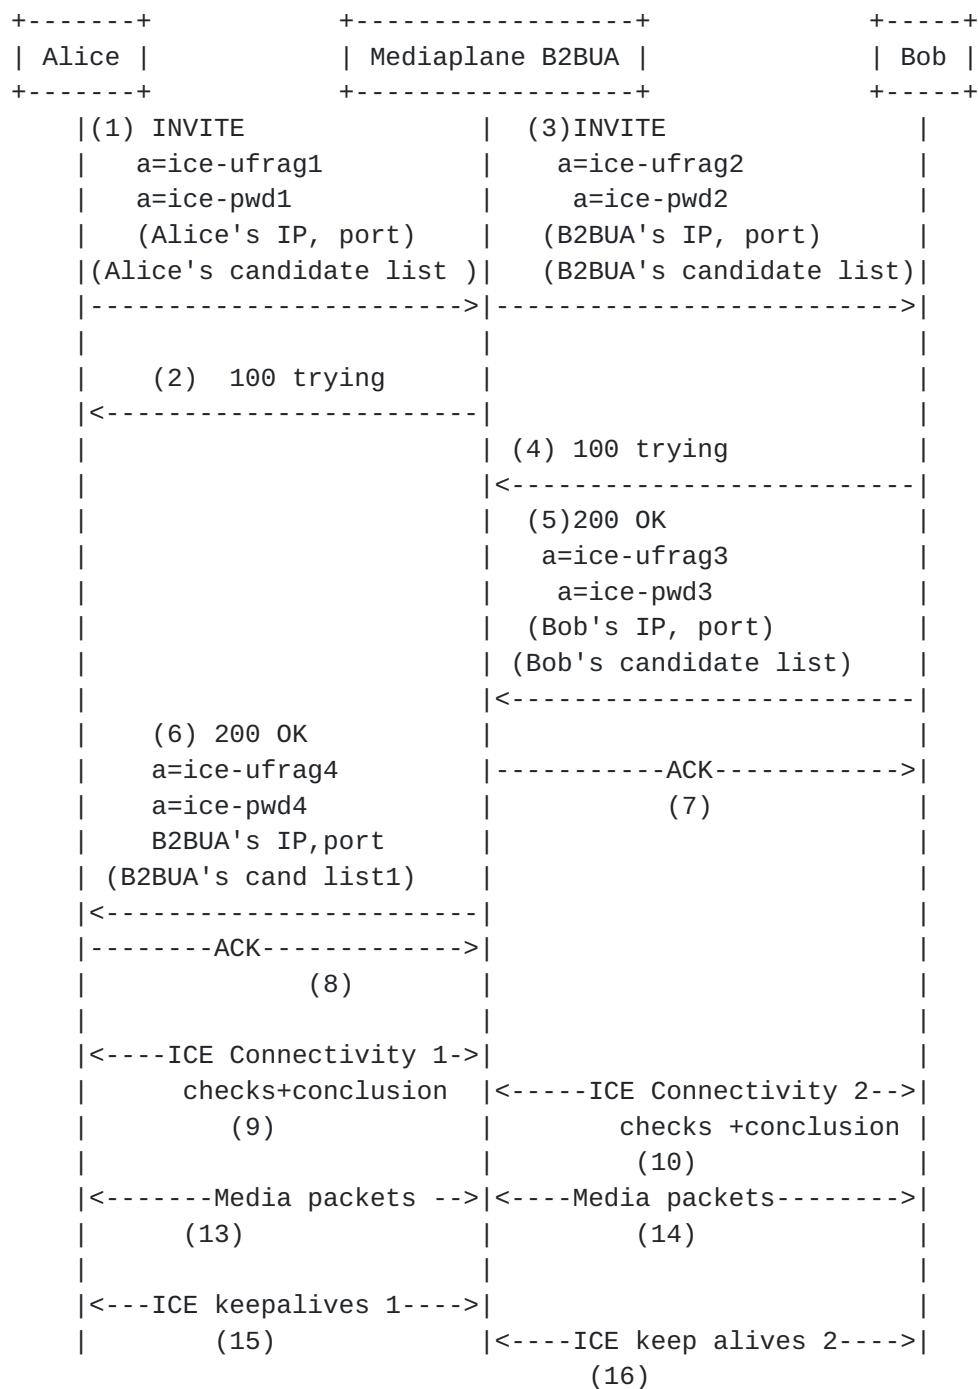 +-------+            +------------------+              +-----+
| Alice |            | Mediaplane B2BUA |              | Bob |
+-------+            +------------------+              +-----+
    |(1) INVITE               |  (3)INVITE                |
    |   a=ice-ufrag1          |    a=ice-ufrag2           |
    |   a=ice-pwd1            |     a=ice-pwd2            |
    |   (Alice's IP, port)    |   (B2BUA's IP, port)      |
    |(Alice's candidate list )|   (B2BUA's candidate list)|
    |------------------------>|-------------------------->|
    |                         |                           |
    |    (2)  100 trying      |                           |
    |<------------------------|                           |
    |                         | (4) 100 trying            |
    |                         |<--------------------------|
    |                         |  (5)200 OK                |
    |                         |   a=ice-ufrag3            |
    |                         |    a=ice-pwd3             |
    |                         |  (Bob's IP, port)         |
    |                         | (Bob's candidate list)    |
    |                         |<--------------------------|
    |    (6) 200 OK           |                           |
    |    a=ice-ufrag4         |-----------ACK------------>|
    |    a=ice-pwd4           |           (7)             |
    |    B2BUA's IP,port      |                           |
    | (B2BUA's cand list1)    |                           |
    |<------------------------|                           |
    |--------ACK------------->|                           |
    |              (8)        |                           |
    |                         |                           |
    |<----ICE Connectivity 1->|                           |
    |      checks+conclusion  |<-----ICE Connectivity 2-->|
    |         (9)             |        checks +conclusion |
    |                         |         (10)              |
    |<-------Media packets -->|<----Media packets-------->|
    |      (13)               |         (14)              |
    |                         |                           |
    |<---ICE keepalives 1---->|                           |
    |        (15)             |<----ICE keep alives 2---->|
                                     (16)